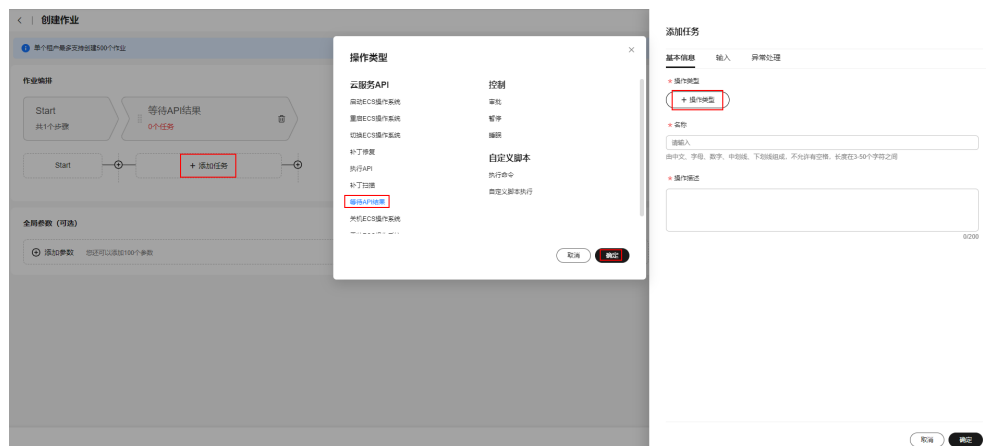 创建作业
单个租户最多支持创建500个作业
作业编排
Start
共1个步骤
等待API结果
0个任务
Start
+ 添加任务
全局参数（可选）
添加参数 您还可以添加100个参数
操作类型
云服务API
启动ECS操作系统
重启ECS操作系统
切换ECS操作系统
补丁修复
执行API
补丁扫描
等待API结果
关机ECS操作系统
控制
审批
暂停
睡眠
自定义脚本
执行命令
自定义脚本执行
取消
确定
添加任务
基本信息 输入 异常处理
* 操作类型
+ 操作类型
* 名称
请输入
由中文、字母、数字、中划线、下划线组成，不允许有空格，长度在3-50个字符之间
* 操作描述
0/200
取消
确定